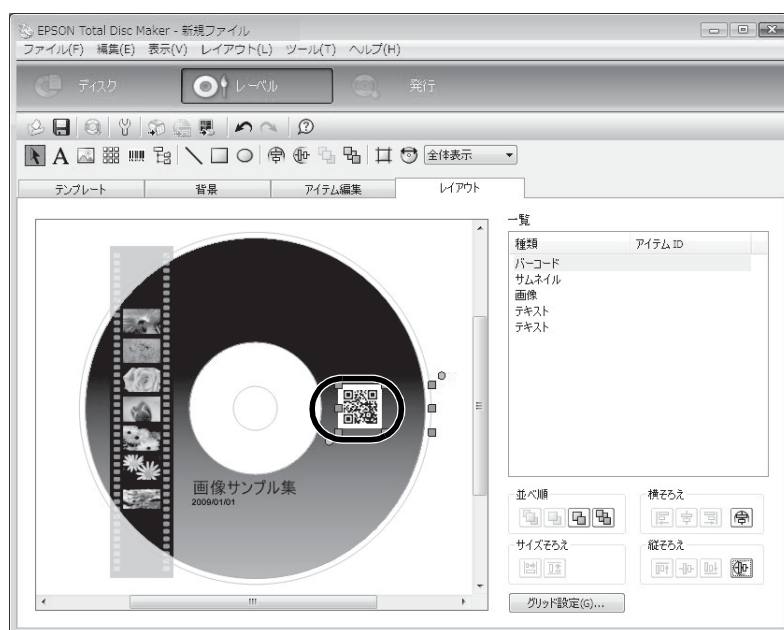 EPSON Total Disc Maker - 新規ファイル
ファイル(F) 編集(E) 表示(V) レイアウト(L) ツール(T) ヘルプ(H)
ディスク レーベル 発行
全体表示
テンプレート 背景 アイテム編集 レイアウト
一覧
種類 アイテム ID
バーコード
サムネイル
画像
テキスト
テキスト
画像サンプル集
2009/01/01
並べ順 横そろえ
サイズそろえ 縦そろえ
グリッド設定(G)...